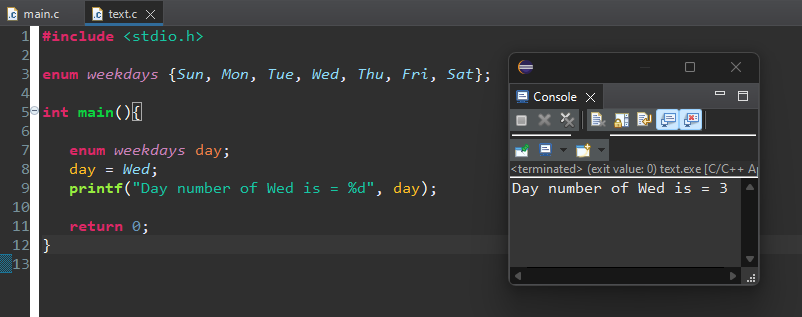 main.c
text.c
1 #include <stdio.h>
2
3 enum weekdays {Sun, Mon, Tue, Wed, Thu, Fri, Sat};
4
5 int main(){
6
7 enum weekdays day;
8 day = Wed;
9 printf("Day number of Wed is = %d", day);
10
11 return 0;
12 }
13
Console
<terminated> (exit value: 0) text.exe [C/C++ Ap
Day number of Wed is = 3